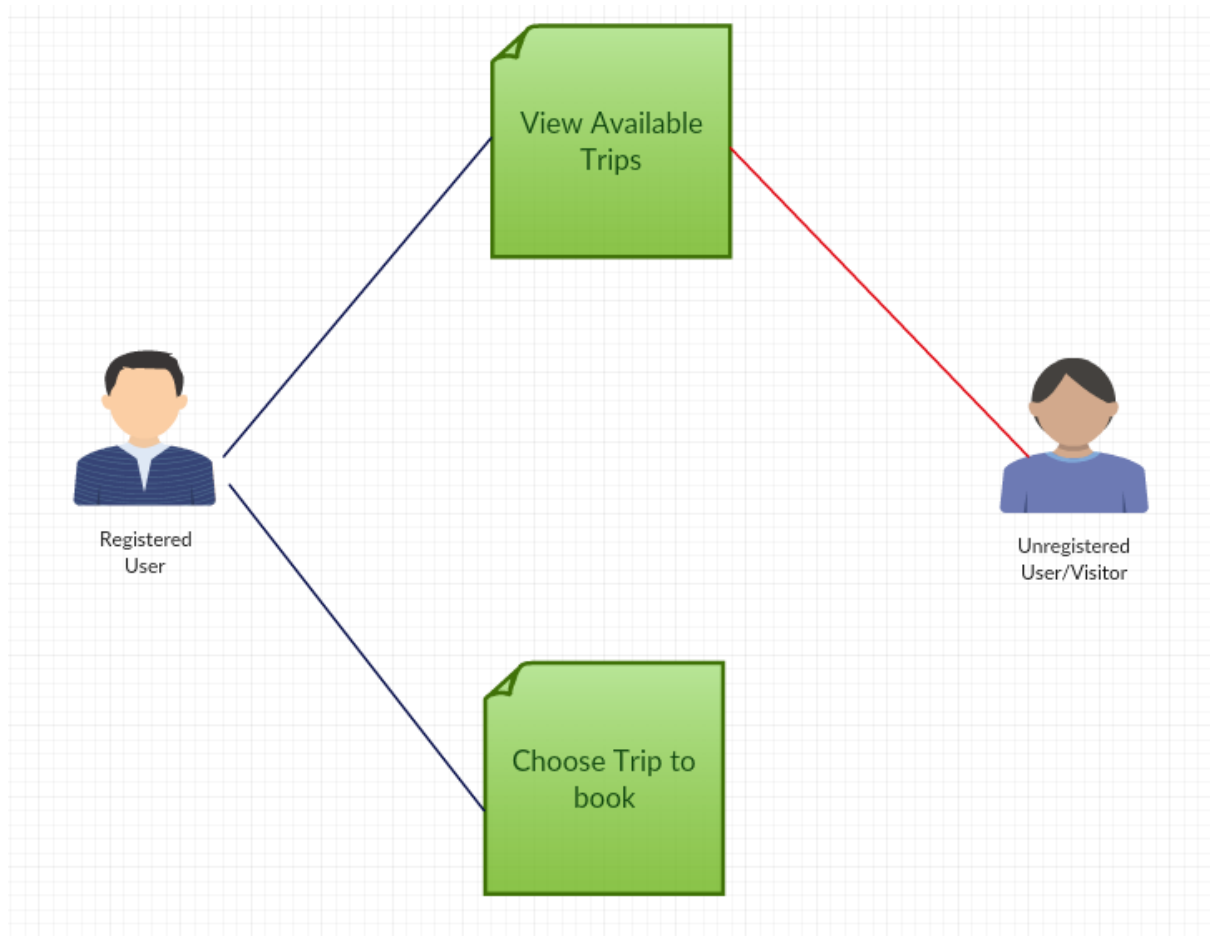 View Available
Trips
Registered
User
Unregistered
User/Visitor
Choose Trip to
book